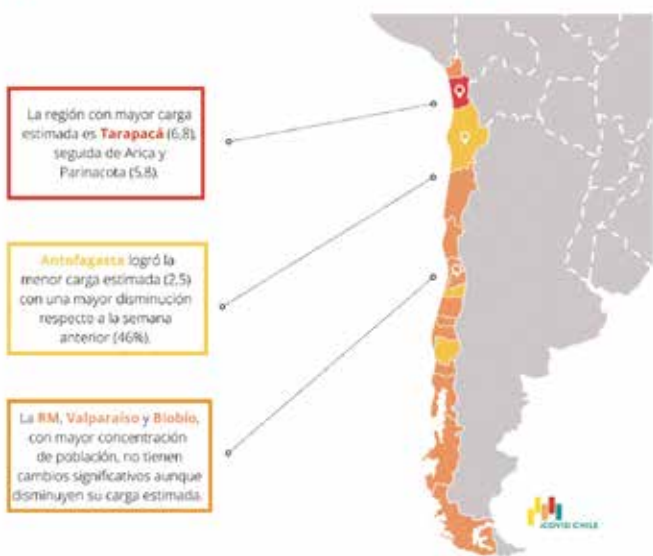 La región con mayor carga
estimada es Tarapacá (6,8),
seguida de Arica y
Parinacota (5,8).
Antofagasta logró la
menor carga estimada (2,5)
con una mayor disminución
respecto a la semana
anterior (46%).
La RM, Valparaíso y Biobío,
con mayor concentración
de población, no tienen
cambios significativos aunque
disminuyen su carga estimada.
ICOVID CHILE